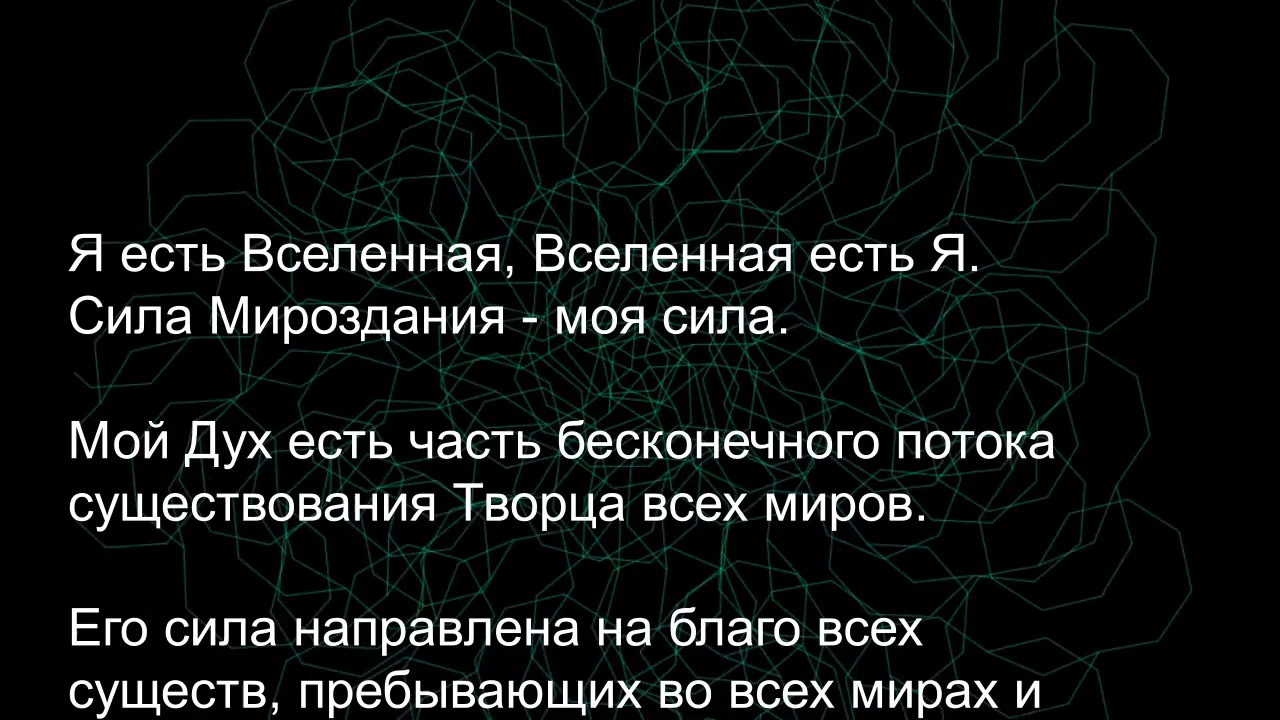 Я есть Вселенная, Вселенная есть Я.
Сила Мироздания - моя сила.
Мой Дух есть часть бесконечного потока
существования Творца всех миров.
Его сила направлена на благо всех
существ, пребывающих во всех мирах и